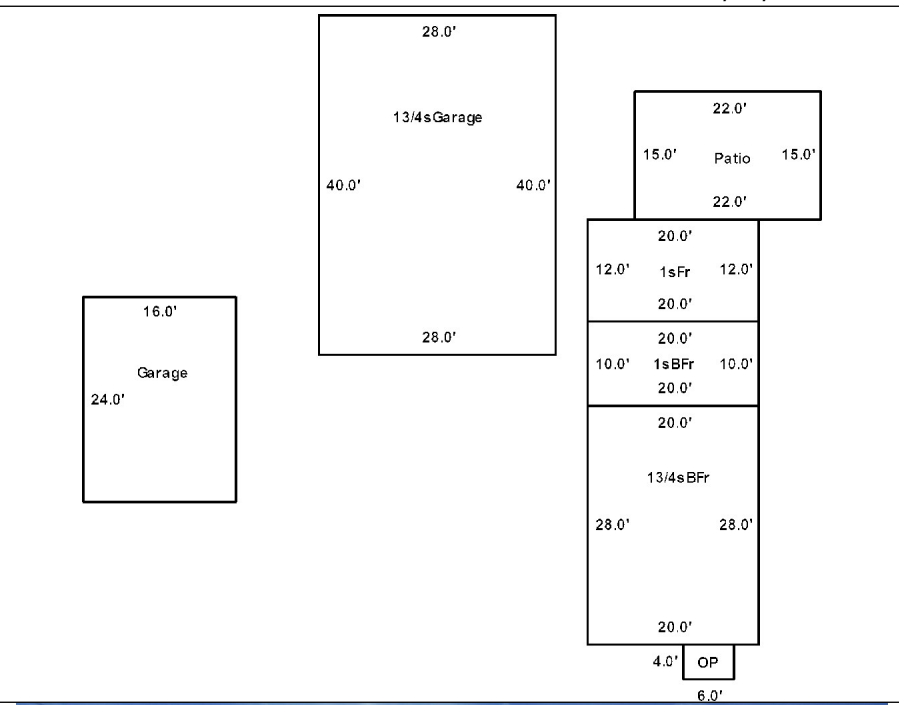 28.0'
13/4sGarage
40.0' 40.0'
28.0'
22.0'
15.0' Patio 15.0'
22.0'
20.0'
12.0' 1sFr 12.0'
20.0'
20.0'
10.0' 1sBFr 10.0'
20.0'
16.0'
Garage
24.0'
20.0'
13/4sBFr
28.0' 28.0'
20.0'
4.0' OP
6.0'